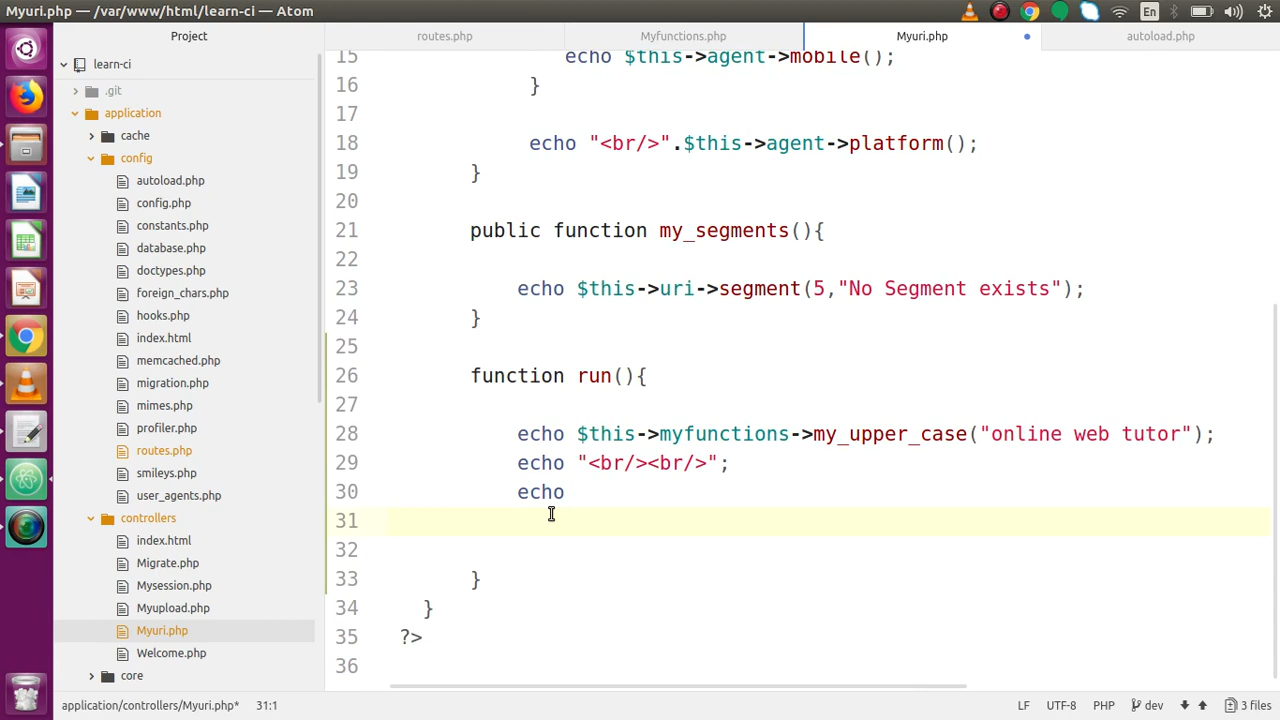 Myuri.php — /var/www/html/learn-ci — Atom
En
Project
routes.php
Myfunctions.php
Myuri.php
autoload.php
learn-ci
.git
application
cache
config
autoload.php
config.php
constants.php
database.php
doctypes.php
foreign_chars.php
hooks.php
index.html
memcached.php
migration.php
mimes.php
profiler.php
routes.php
smileys.php
user_agents.php
controllers
index.html
Migrate.php
Mysession.php
Myupload.php
Myuri.php
Welcome.php
core
15 echo $this->agent->mobile();
16 }
17
18 echo "<br/>".$this->agent->platform();
19 }
20
21 public function my_segments(){
22
23 echo $this->uri->segment(5,"No Segment exists");
24 }
25
26 function run(){
27
28 echo $this->myfunctions->my_upper_case("online web tutor");
29 echo "<br/><br/>";
30 echo
31
32
33 }
34 }
35 ?>
36
application/controllers/Myuri.php* 31:1 LF UTF-8 PHP dev 3 files